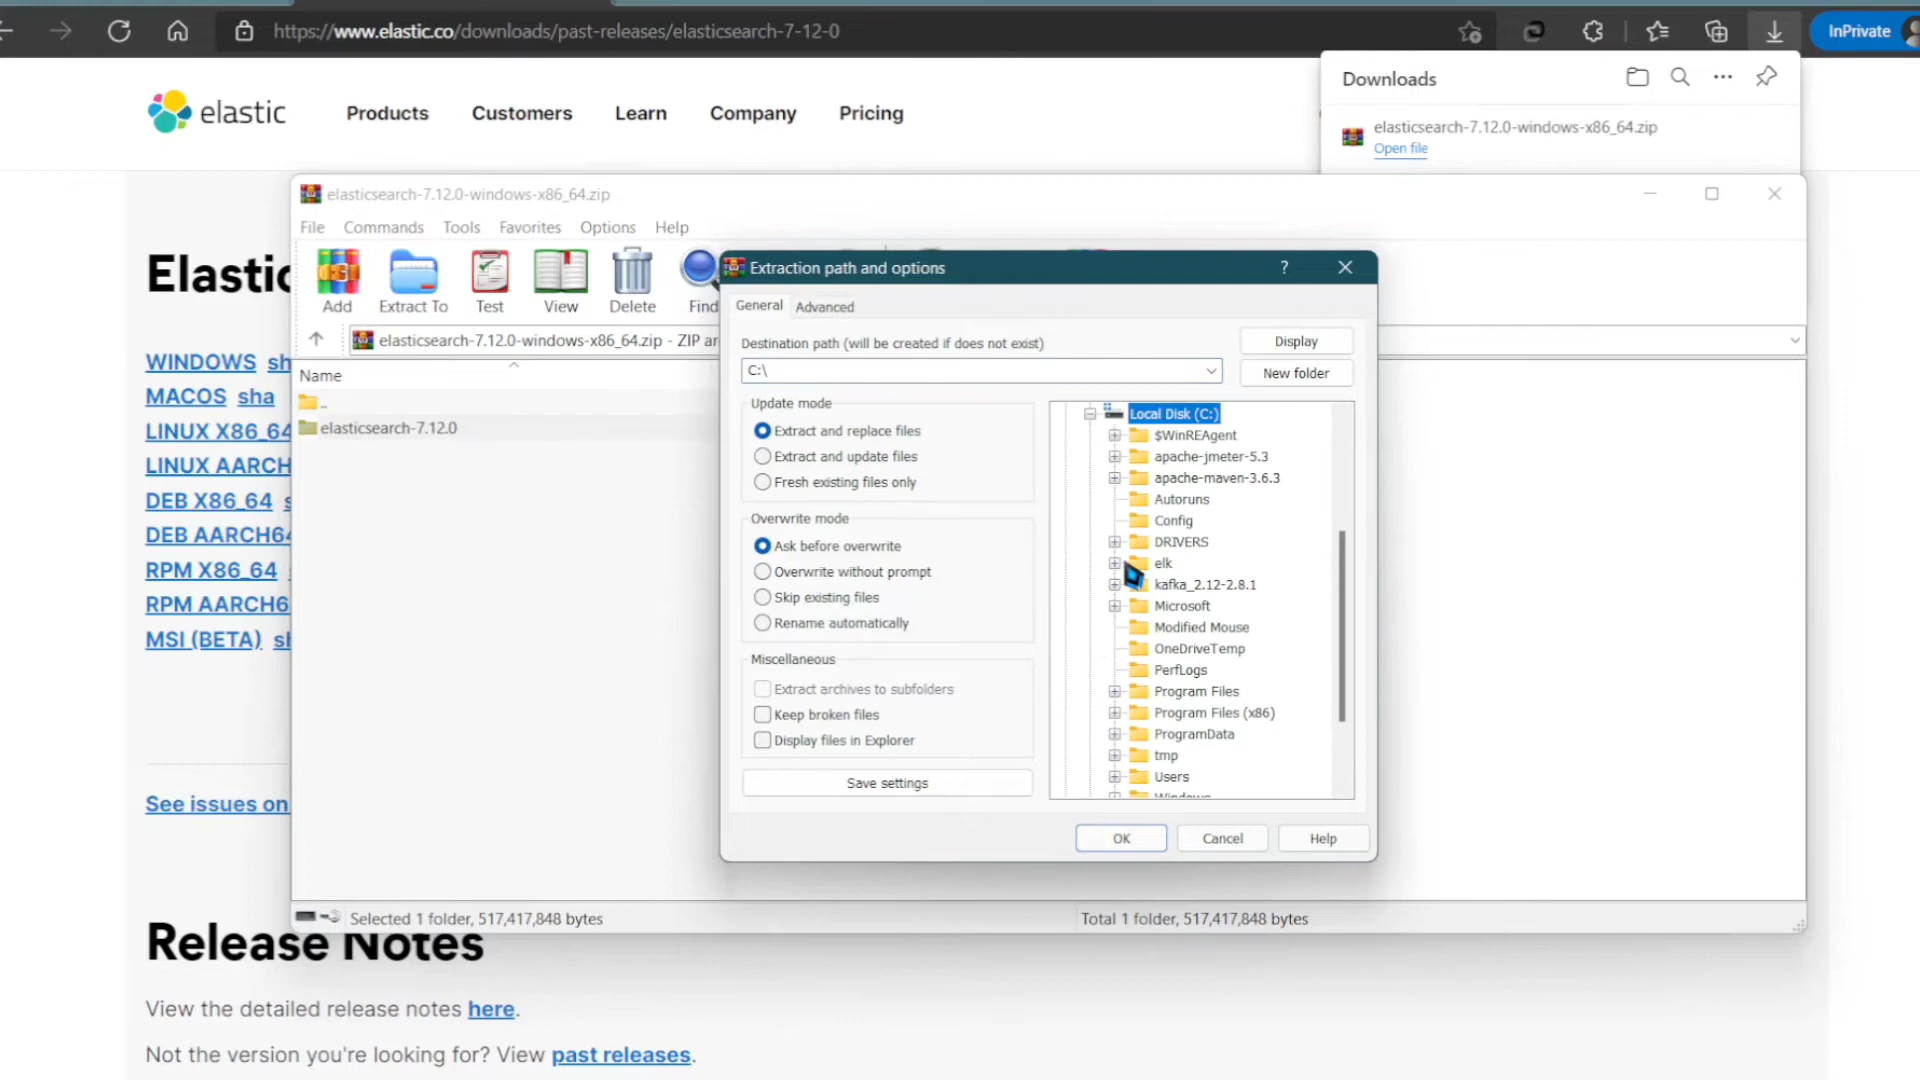 https://www.elastic.co/downloads/past-releases/elasticsearch-7-12-0
InPrivate
elastic
Products
Customers
Learn
Company
Pricing
Downloads
elasticsearch-7.12.0-windows-x86_64.zip
Open file
elasticsearch-7.12.0-windows-x86_64.zip
File
Commands
Tools
Favorites
Options
Help
Add
Extract To
Test
View
Delete
Find
elasticsearch-7.12.0-windows-x86_64.zip - ZIP ar
Name
..
elasticsearch-7.12.0
Elastic
WINDOWS sh
MACOS sha
LINUX X86_64
LINUX AARCH
DEB X86_64 s
DEB AARCH64
RPM X86_64
RPM AARCH6
MSI (BETA) sh
See issues on
Extraction path and options
?
General
Advanced
Destination path (will be created if does not exist)
Display
C:\
New folder
Update mode
Extract and replace files
Extract and update files
Fresh existing files only
Overwrite mode
Ask before overwrite
Overwrite without prompt
Skip existing files
Rename automatically
Miscellaneous
Extract archives to subfolders
Keep broken files
Display files in Explorer
Save settings
Local Disk (C:)
$WinREAgent
apache-jmeter-5.3
apache-maven-3.6.3
Autoruns
Config
DRIVERS
elk
kafka_2.12-2.8.1
Microsoft
Modified Mouse
OneDriveTemp
PerfLogs
Program Files
Program Files (x86)
ProgramData
tmp
Users
Windows
OK
Cancel
Help
Selected 1 folder, 517,417,848 bytes
Total 1 folder, 517,417,848 bytes
Release Notes
View the detailed release notes here.
Not the version you're looking for? View past releases.